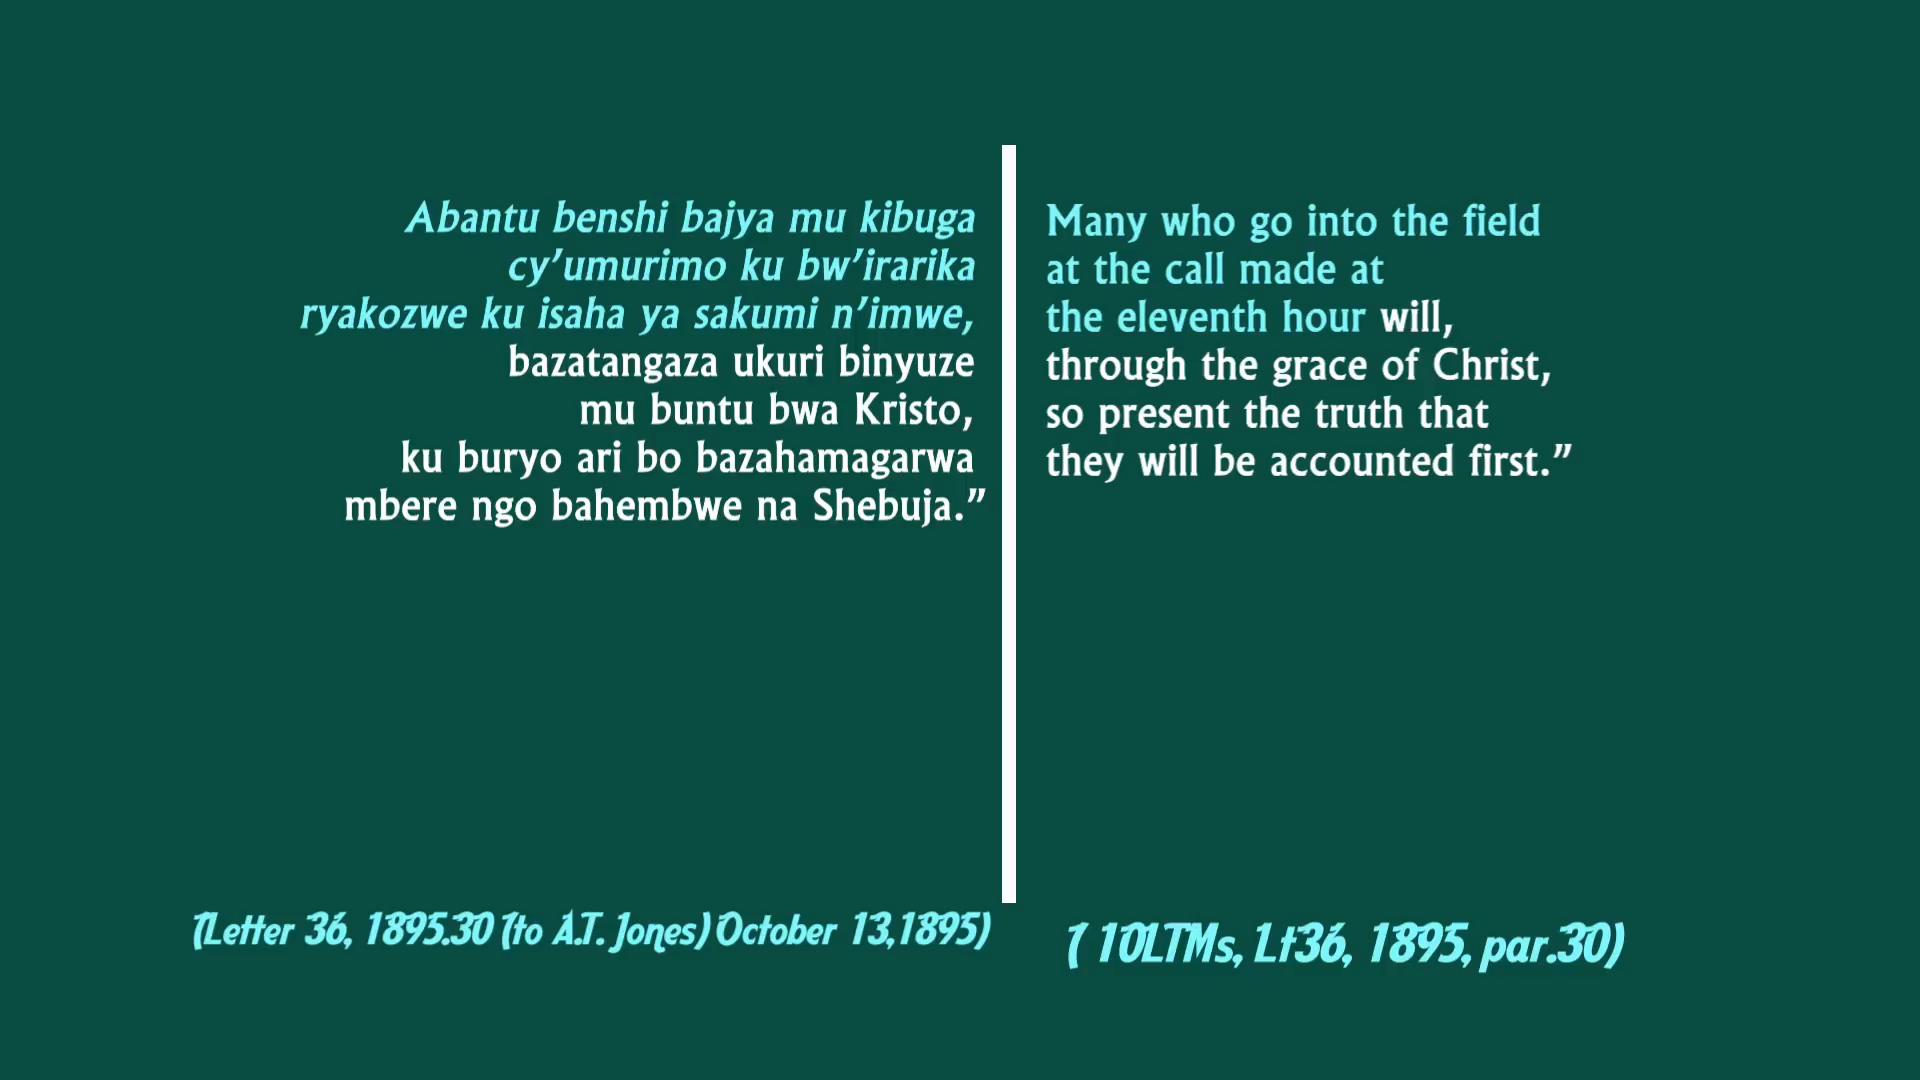 Abantu benshi bajya mu kibuga
cy’umurimo ku bw’irarika
ryakozwe ku isaha ya sakumi n’imwe,
bazatangaza ukuri binyuze
mu buntu bwa Kristo,
ku buryo ari bo bazahamagarwa
mbere ngo bahembwe na Shebuja.”
(Letter 36, 1895.30 (to A.T. Jones) October 13,1895)
Many who go into the field
at the call made at
the eleventh hour will,
through the grace of Christ,
so present the truth that
they will be accounted first.”
( 10LTMs, Lt36, 1895, par.30)